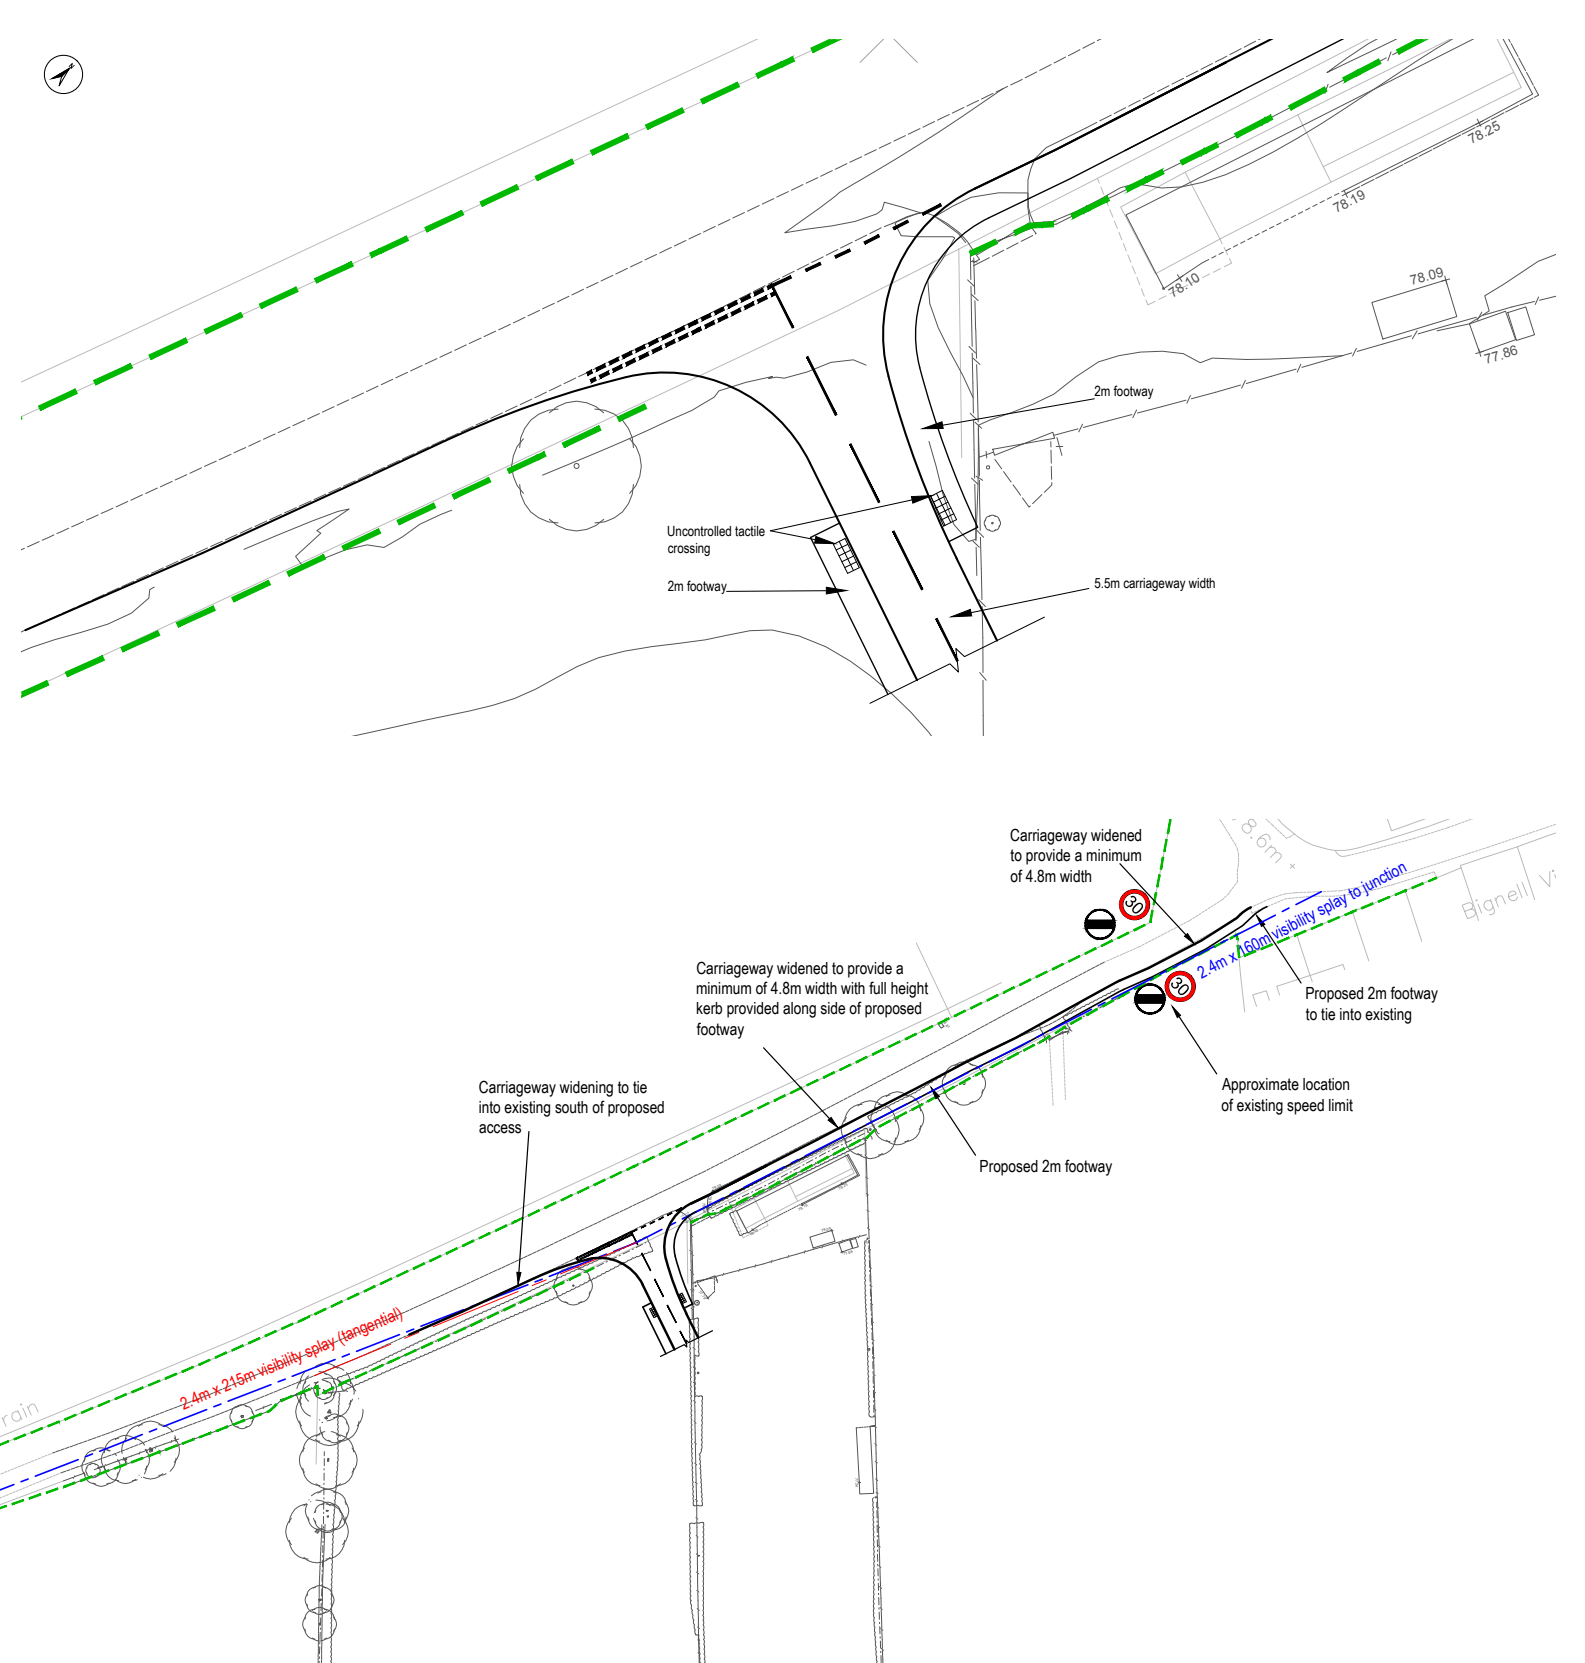 78.25
78.19
78.10
78.09
77.86
2m footway
Uncontrolled tactile
crossing
2m footway
5.5m carriageway width
Carriageway widened
to provide a minimum
of 4.8m width
8.6m +
30
2.4m x 160m visibility splay to junction
Bignell Vi
30
Carriageway widened to provide a
minimum of 4.8m width with full height
kerb provided along side of proposed
footway
Proposed 2m footway
to tie into existing
Carriageway widening to tie
into existing south of proposed
access
Approximate location
of existing speed limit
Proposed 2m footway
2.4m x 215m visibility splay (tangential)
rain